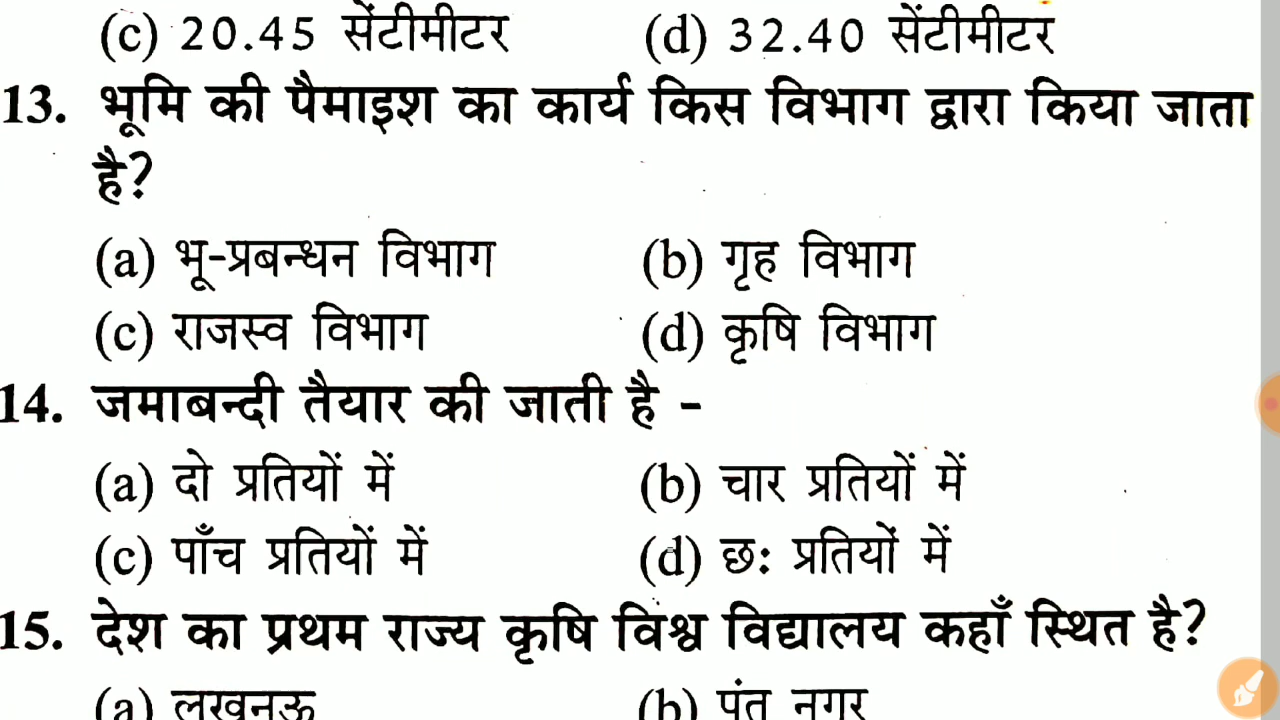 (c) 20.45 सेंटीमीटर (d) 32.40 सेंटीमीटर
13. भूमि की पैमाइश का कार्य किस विभाग द्वारा किया जाता
है?
(a) भू-प्रबन्धन विभाग (b) गृह विभाग
(c) राजस्व विभाग (d) कृषि विभाग
14. जमाबन्दी तैयार की जाती है -
(a) दो प्रतियों में (b) चार प्रतियों में
(c) पाँच प्रतियों में (d) छः प्रतियों में
15. देश का प्रथम राज्य कृषि विश्व विद्यालय कहाँ स्थित है?
(a) लखनऊ (b) पंत नगर